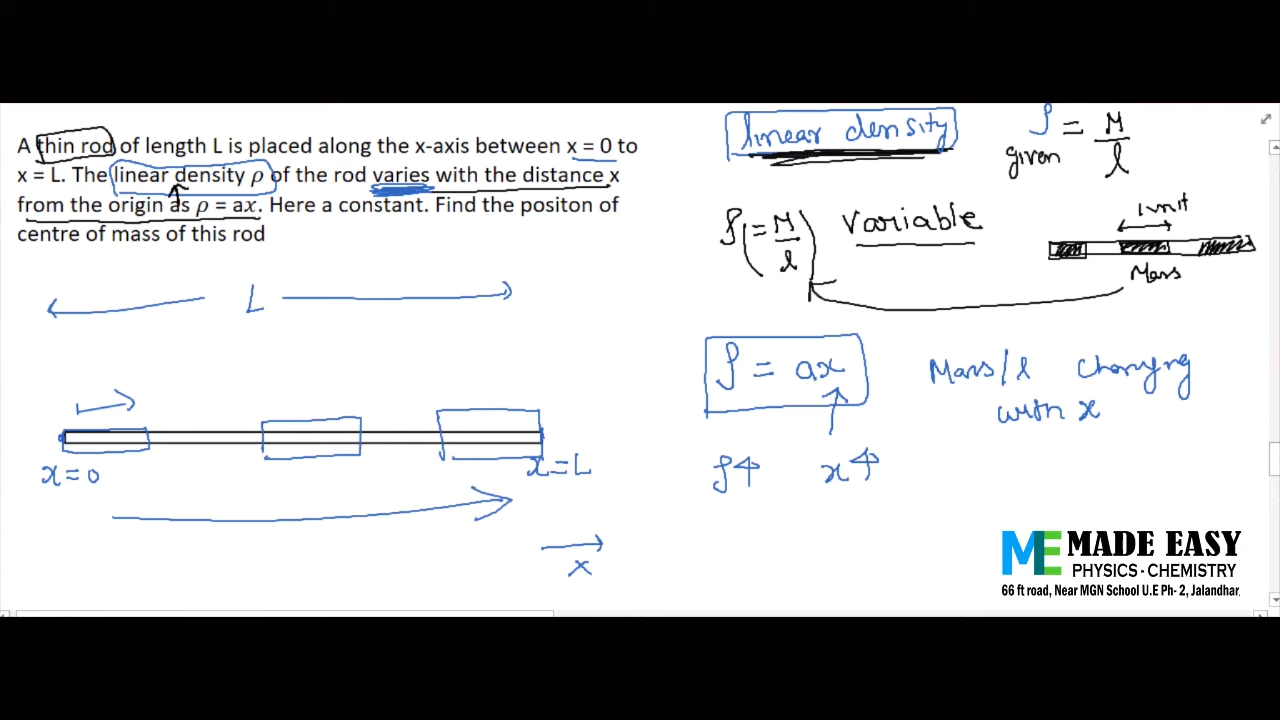 A thin rod of length L is placed along the x-axis between x = 0 to
x = L. The linear density ρ of the rod varies with the distance x
from the origin as ρ = ax. Here a constant. Find the positon of
centre of mass of this rod
L
x=0
x=L
x
linear density
ρ = M/l
given
ρ (= M/l) variable
1 unit
Mass
ρ = ax
Mass/l changing
with x
ρ↑ x↑
ME MADE EASY
PHYSICS - CHEMISTRY
66 ft road, Near MGN School U.E Ph- 2, Jalandhar